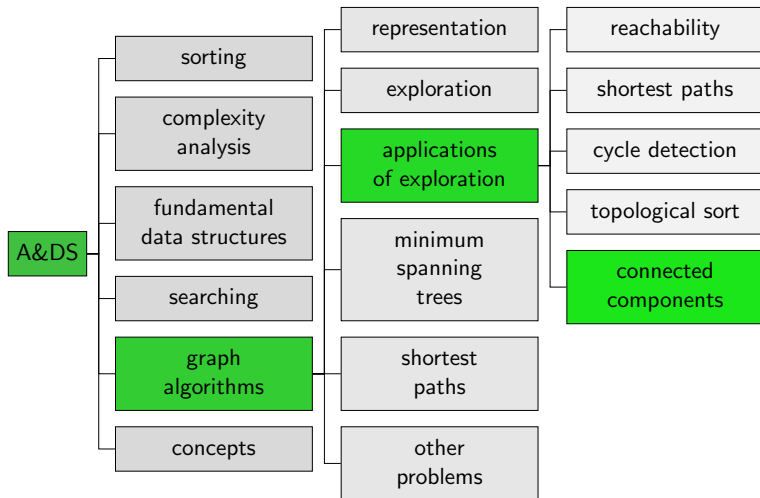 A&DS
sorting
complexity
analysis
fundamental
data structures
searching
graph
algorithms
concepts
representation
exploration
applications
of exploration
minimum
spanning
trees
shortest
paths
other
problems
reachability
shortest paths
cycle detection
topological sort
connected
components